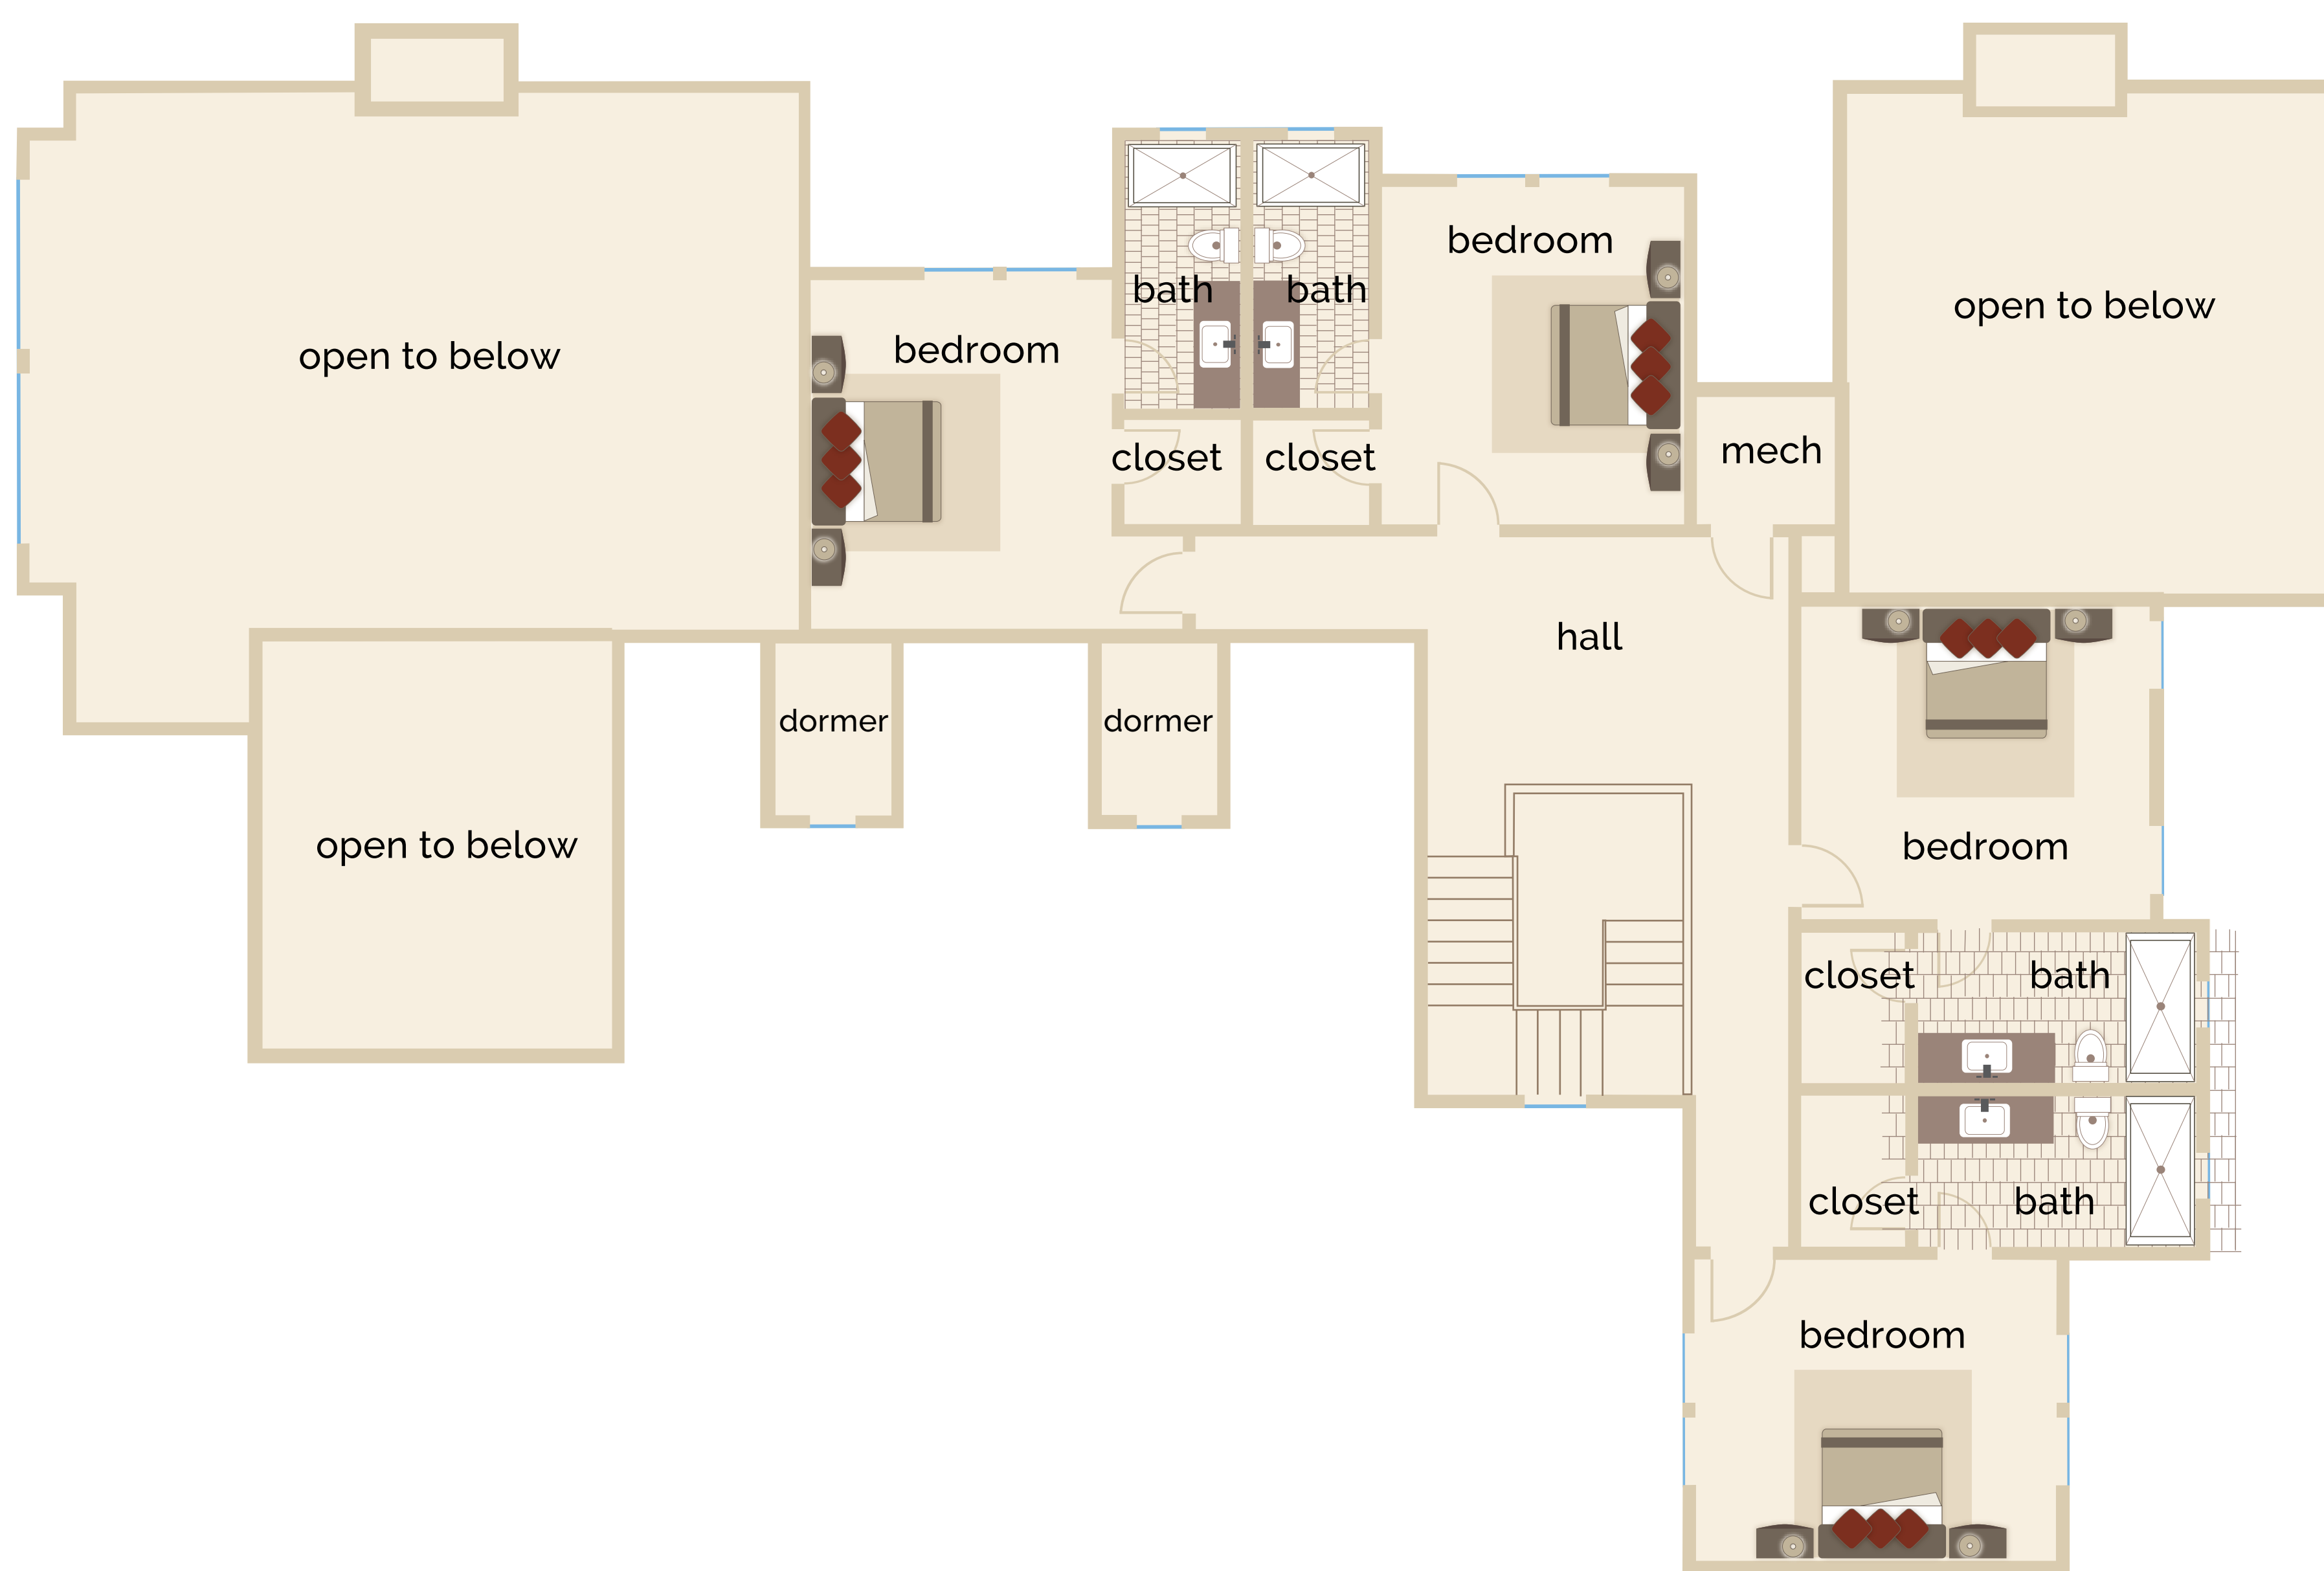 bedroom
open to below
bath
bath
bedroom
open to below
closet
closet
mech
hall
dormer
dormer
open to below
bedroom
closet
bath
closet
bath
bedroom